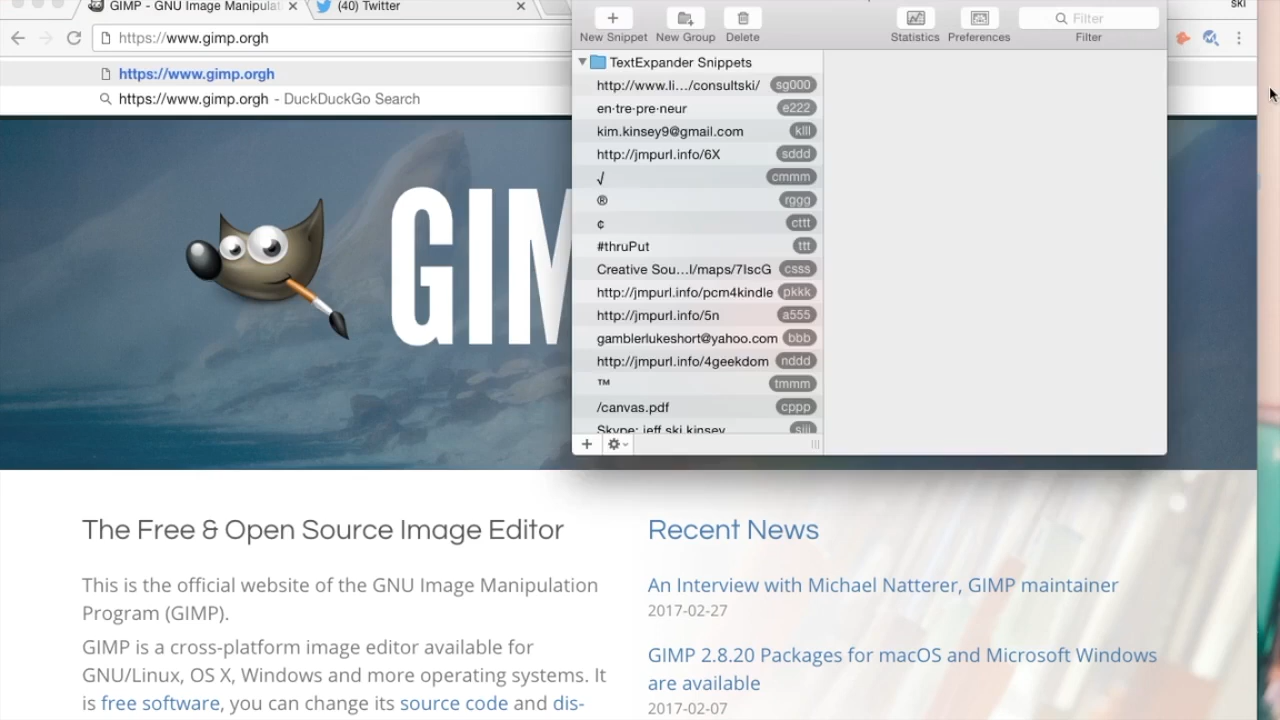 GIMP - GNU Image Manipulat
(40) Twitter
https://www.gimp.orgh
https://www.gimp.orgh
https://www.gimp.orgh - DuckDuckGo Search
GIM
ski
New Snippet
New Group
Delete
Statistics
Preferences
Filter
Filter
TextExpander Snippets
http://www.li.../consultski/ sg000
en·tre·pre·neur e222
kim.kinsey9@gmail.com klll
http://jmpurl.info/6X sddd
√ cmmm
® rggg
¢ cttt
#thruPut ttt
Creative Sou...l/maps/7IscG csss
http://jmpurl.info/pcm4kindle pkkk
http://jmpurl.info/5n a555
gamblerlukeshort@yahoo.com bbb
http://jmpurl.info/4geekdom nddd
™ tmmm
/canvas.pdf cppp
Skype: jeff.ski.kinsey sjjj
The Free & Open Source Image Editor
This is the official website of the GNU Image Manipulation
Program (GIMP).
GIMP is a cross-platform image editor available for
GNU/Linux, OS X, Windows and more operating systems. It
is free software, you can change its source code and dis-
Recent News
An Interview with Michael Natterer, GIMP maintainer
2017-02-27
GIMP 2.8.20 Packages for macOS and Microsoft Windows
are available
2017-02-07